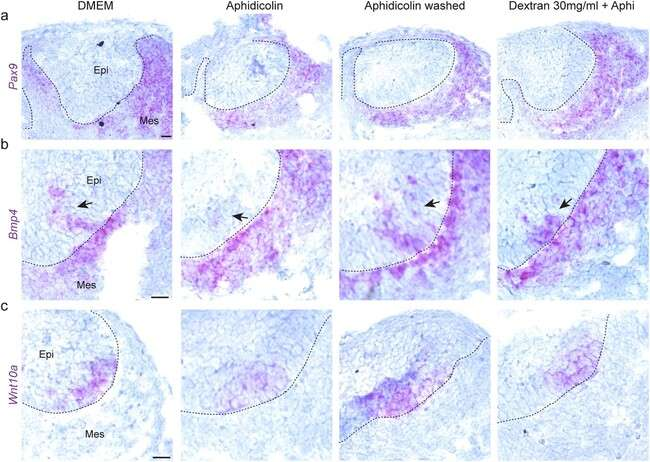 DMEM Aphidicolin Aphidicolin washed Dextran 30mg/ml + Aphi
a
Pax9
Epi
Mes
b
Bmp4
Epi
Mes
c
Wnt10a
Epi
Mes